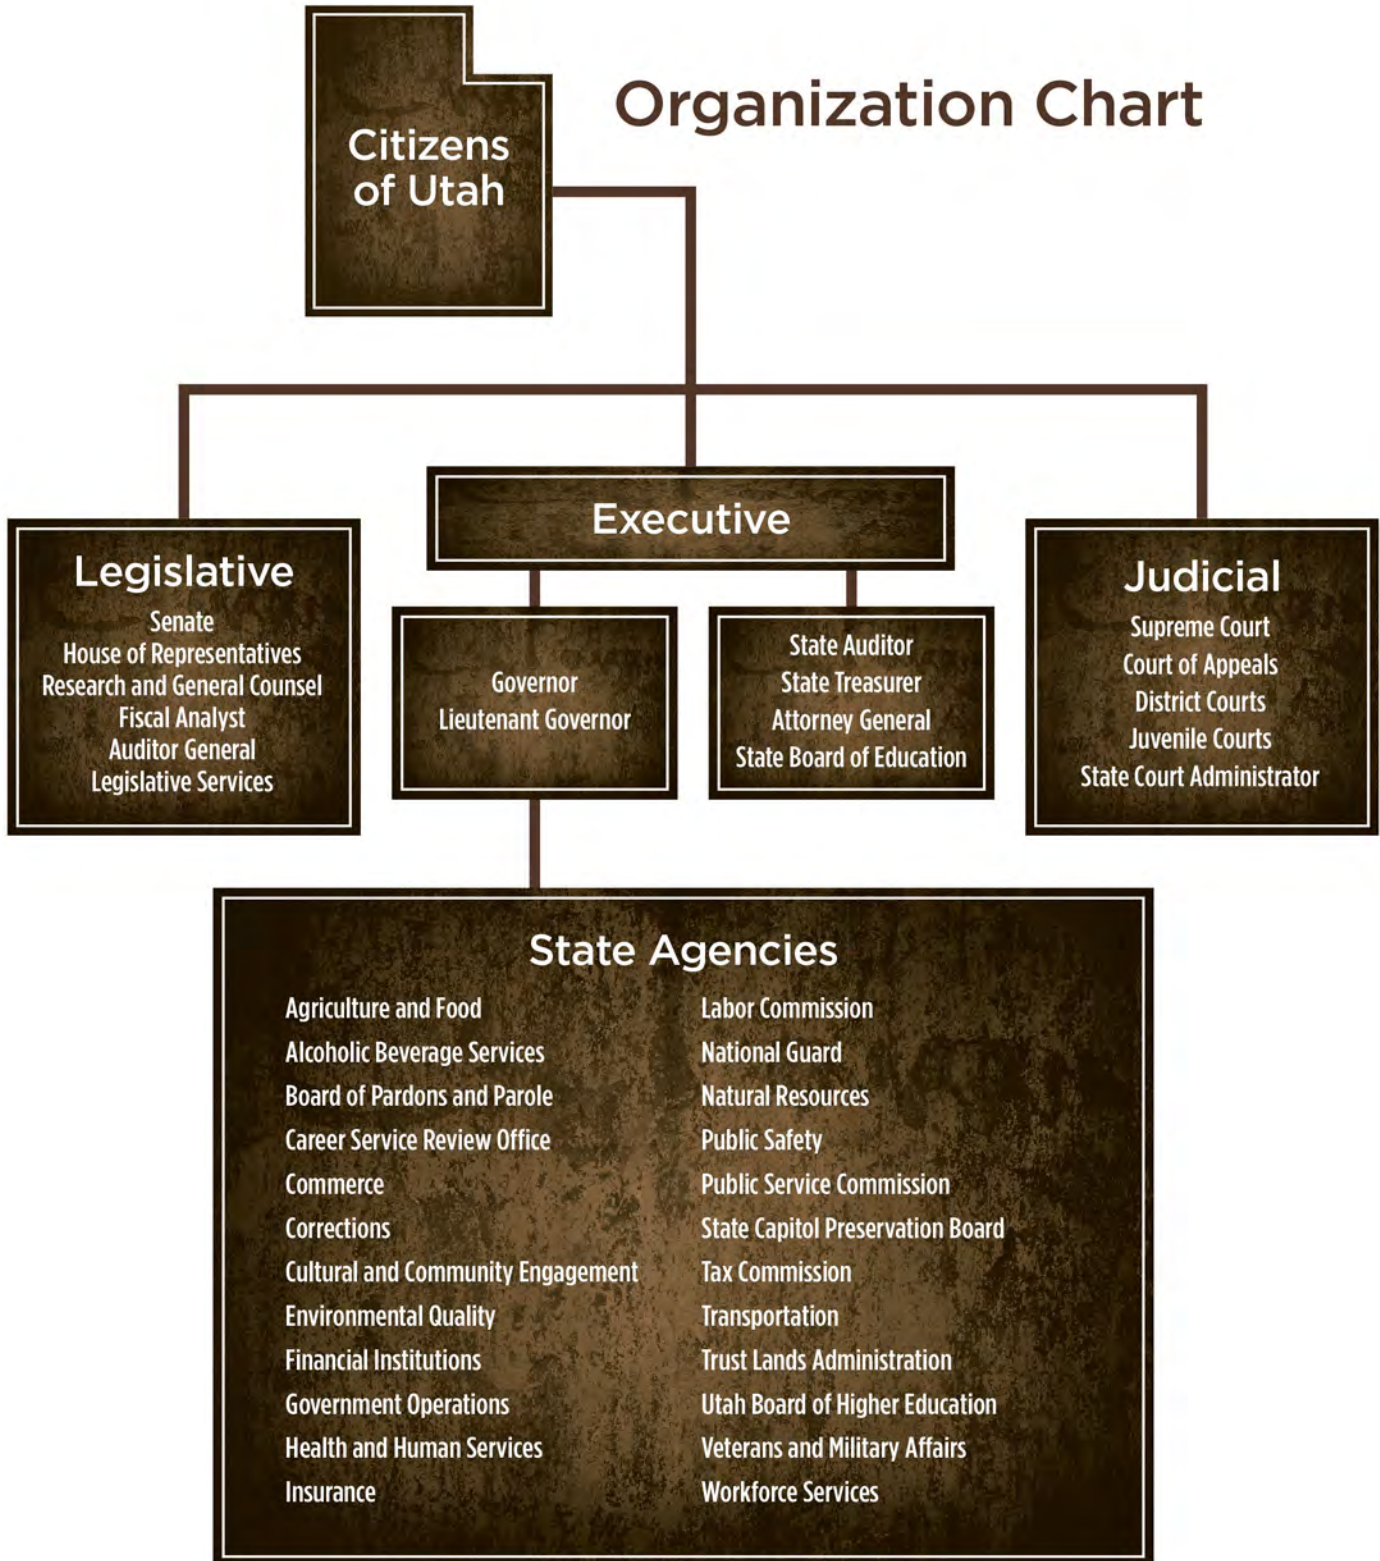 Citizens
of Utah
Organization Chart
Executive
Legislative
Senate
House of Representatives
Research and General Counsel
Fiscal Analyst
Auditor General
Legislative Services
Governor
Lieutenant Governor
State Auditor
State Treasurer
Attorney General
State Board of Education
Judicial
Supreme Court
Court of Appeals
District Courts
Juvenile Courts
State Court Administrator
State Agencies
Agriculture and Food
Alcoholic Beverage Services
Board of Pardons and Parole
Career Service Review Office
Commerce
Corrections
Cultural and Community Engagement
Environmental Quality
Financial Institutions
Government Operations
Health and Human Services
Insurance
Labor Commission
National Guard
Natural Resources
Public Safety
Public Service Commission
State Capitol Preservation Board
Tax Commission
Transportation
Trust Lands Administration
Utah Board of Higher Education
Veterans and Military Affairs
Workforce Services